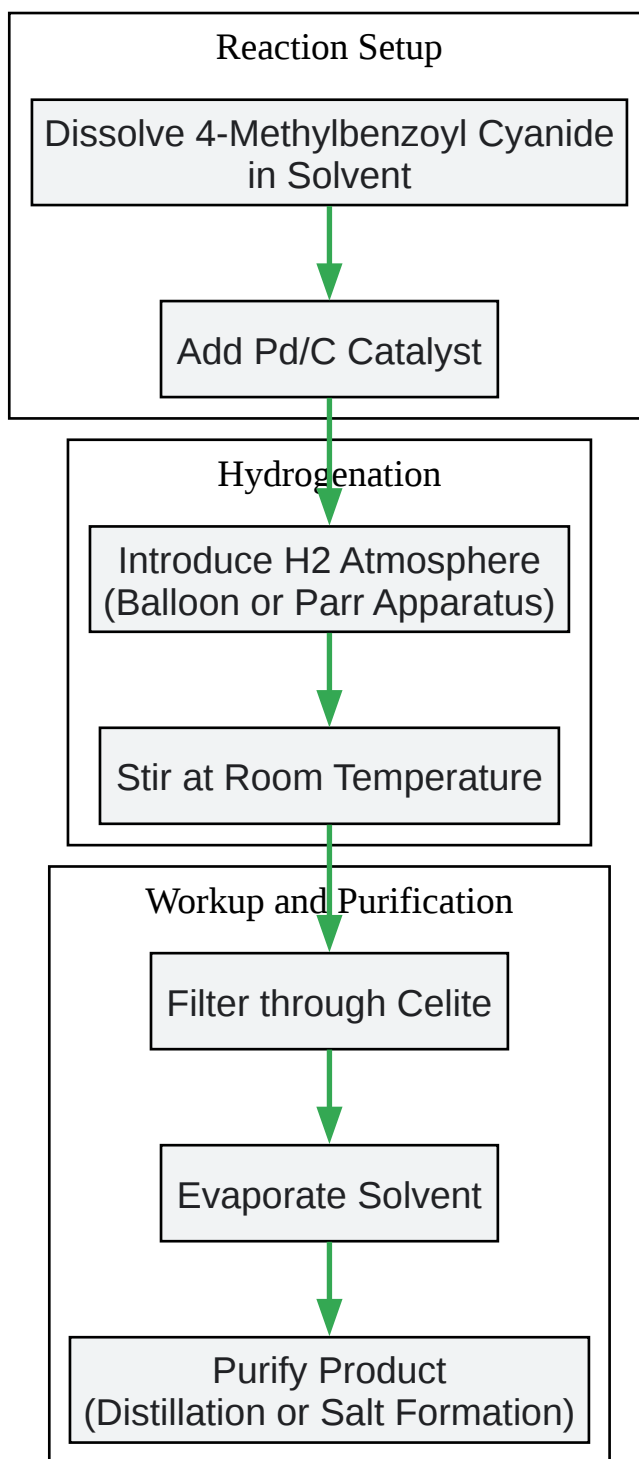 Reaction Setup
Dissolve 4-Methylbenzoyl Cyanide
in Solvent
Add Pd/C Catalyst
Hydrogenation
Introduce H2 Atmosphere
(Balloon or Parr Apparatus)
Stir at Room Temperature
Workup and Purification
Filter through Celite
Evaporate Solvent
Purify Product
(Distillation or Salt Formation)